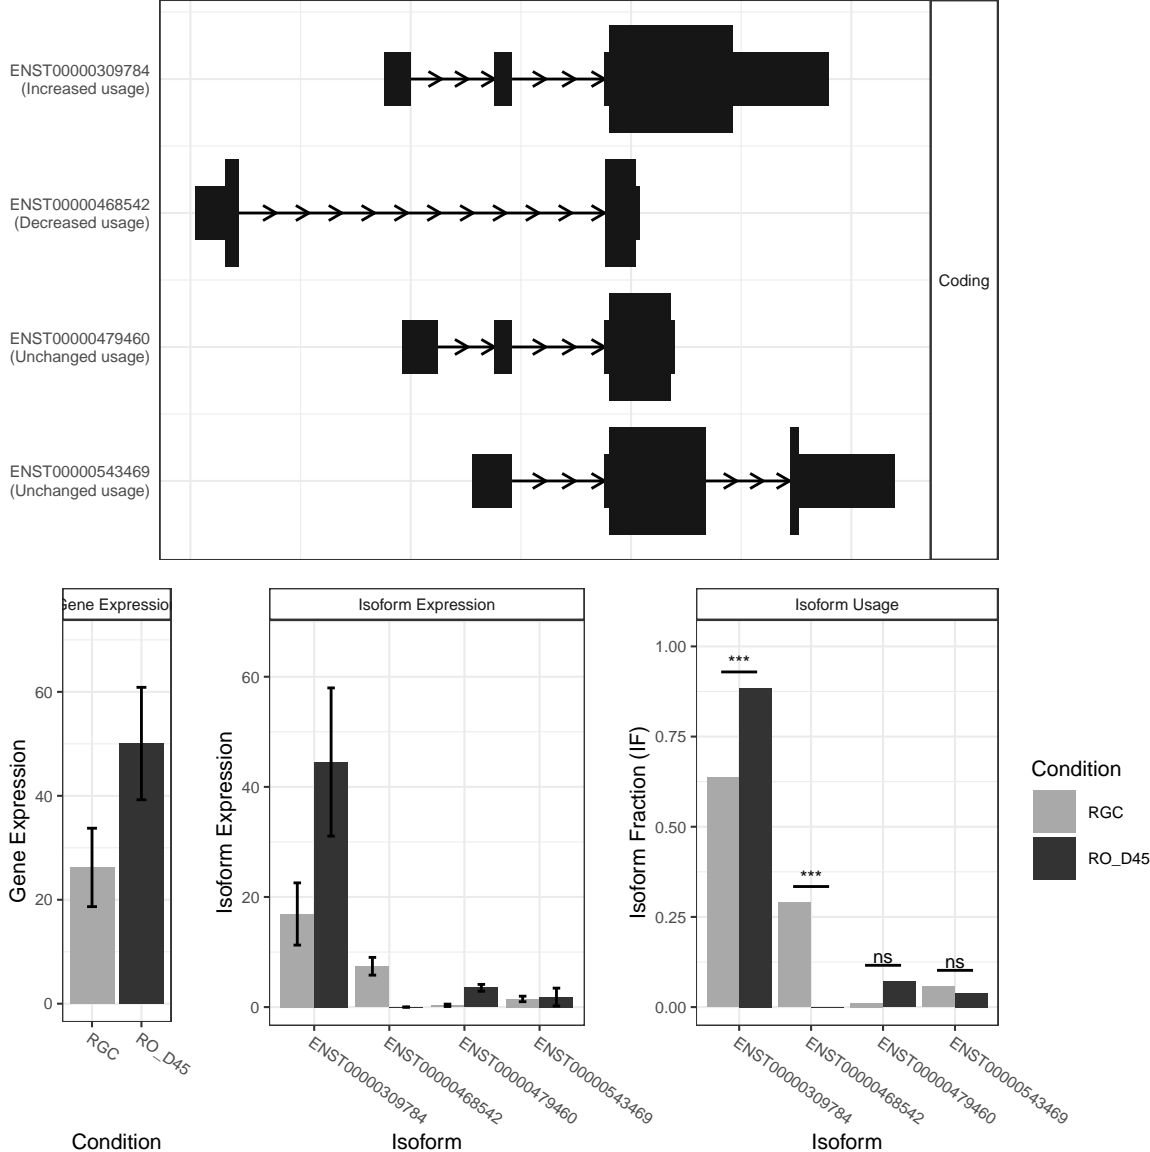 ENST00000309784
(Increased usage)
ENST00000468542
(Decreased usage)
ENST00000479460
(Unchanged usage)
ENST00000543469
(Unchanged usage)
Coding
Gene Expression
Gene Expression
60
40
20
0
RGC
RO_D45
Condition
Isoform Expression
Isoform Expression
60
40
20
0
ENST00000309784
ENST00000468542
ENST00000479460
ENST00000543469
Isoform
Isoform Usage
Isoform Fraction (IF)
1.00
0.75
0.50
0.25
0.00
***
***
ns
ns
ENST00000309784
ENST00000468542
ENST00000479460
ENST00000543469
Isoform
Condition
RGC
RO_D45